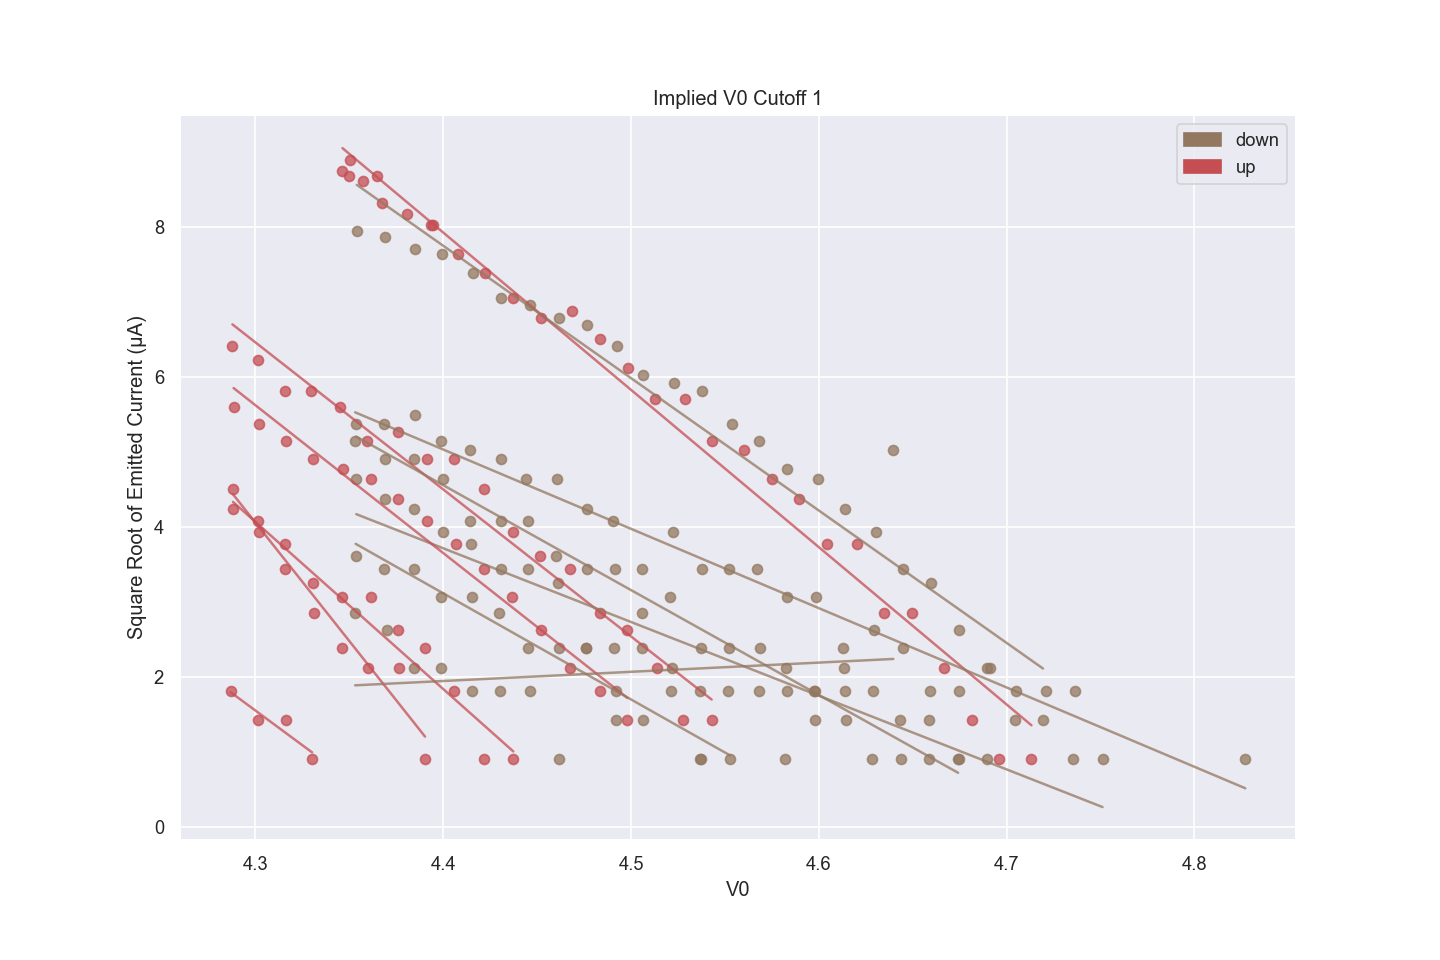 Implied V0 Cutoff 1
down
up
Square Root of Emitted Current (μA)
8
6
4
2
0
4.3 4.4 4.5 4.6 4.7 4.8
V0